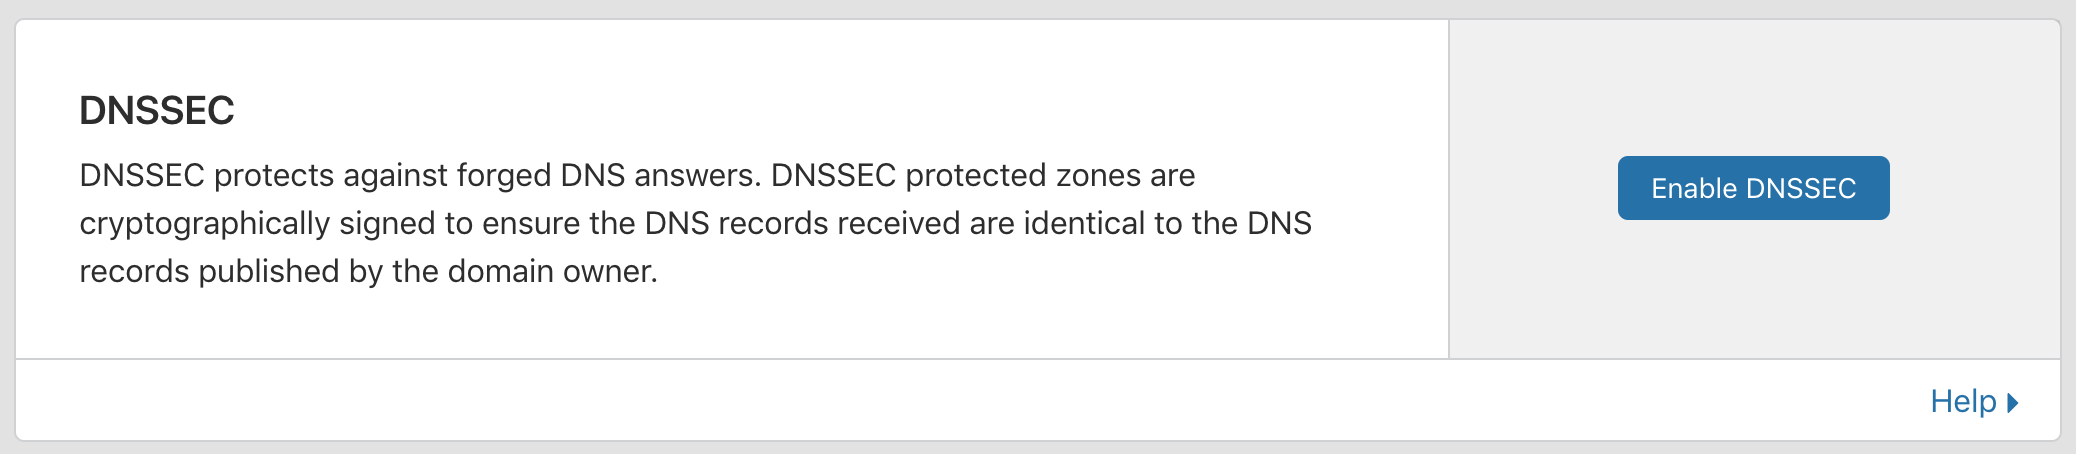 DNSSEC
DNSSEC protects against forged DNS answers. DNSSEC protected zones are
cryptographically signed to ensure the DNS records received are identical to the DNS
records published by the domain owner.
Enable DNSSEC
Help